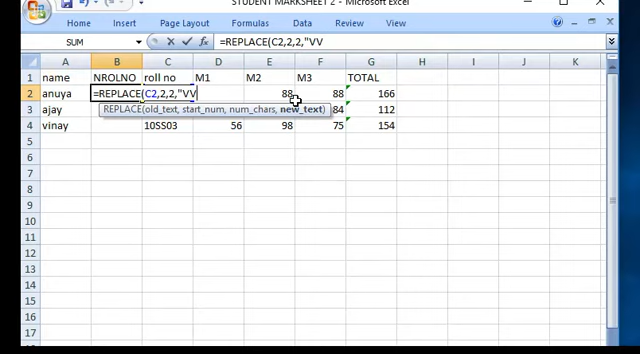 STUDENT MARKSHEET 2 - Microsoft Excel
Home Insert Page Layout Formulas Data Review View
SUM =REPLACE(C2,2,2,"VV
A B C D E F G H I J K
1 name NROLNO roll no M1 M2 M3 TOTAL
2 anuya =REPLACE(C2,2,2,"VV 88 88 166
3 ajay 84 112
REPLACE(old_text, start_num, num_chars, new_text)
4 vinay 10SS03 56 98 75 154
5
6
7
8
9
10
11
12
13
14
15
16
17